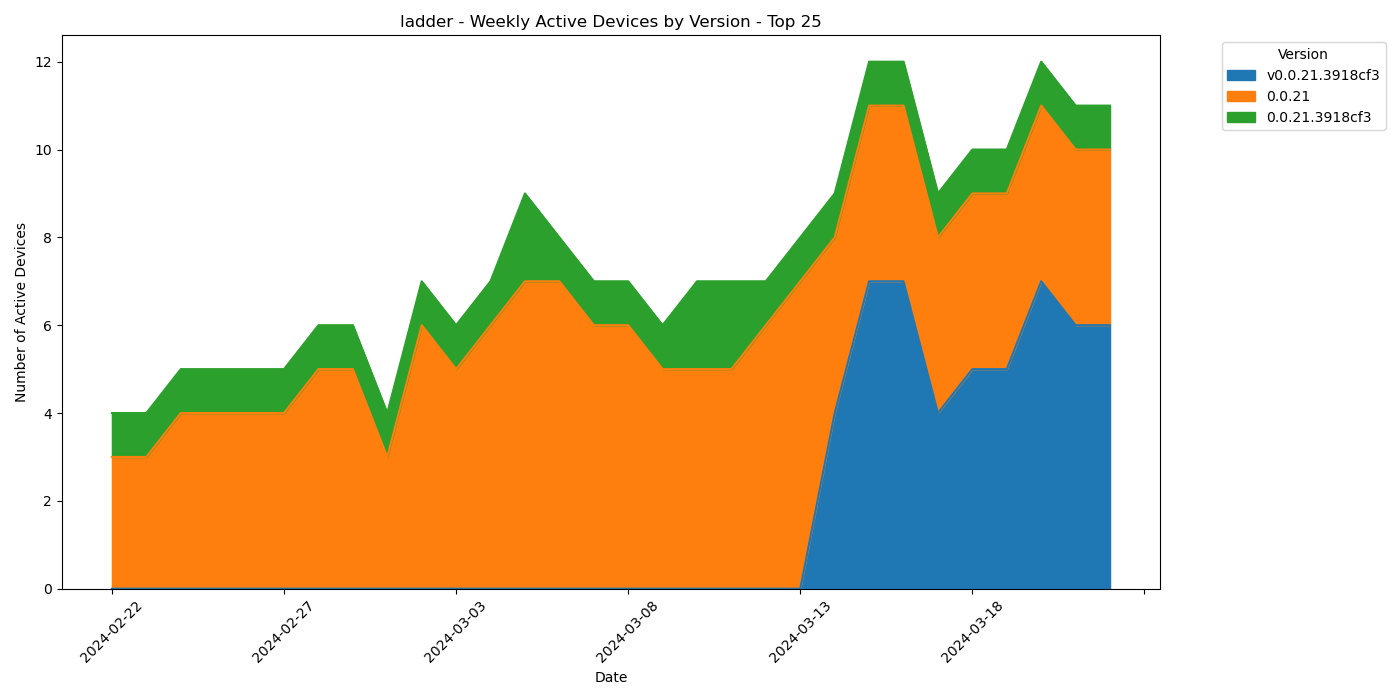 ladder - Weekly Active Devices by Version - Top 25
Version
v0.0.21.3918cf3
0.0.21
0.0.21.3918cf3
Number of Active Devices
12
10
8
6
4
2
0
2024-02-22
2024-02-27
2024-03-03
2024-03-08
2024-03-13
2024-03-18
Date